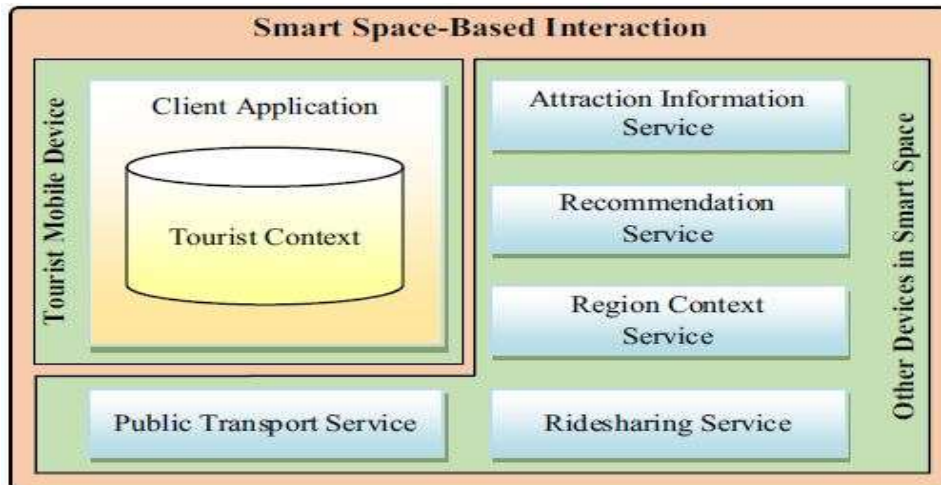 Smart Space-Based Interaction
Tourist Mobile Device
Client Application
Tourist Context
Attraction Information
Service
Recommendation
Service
Region Context
Service
Public Transport Service
Ridesharing Service
Other Devices in Smart Space